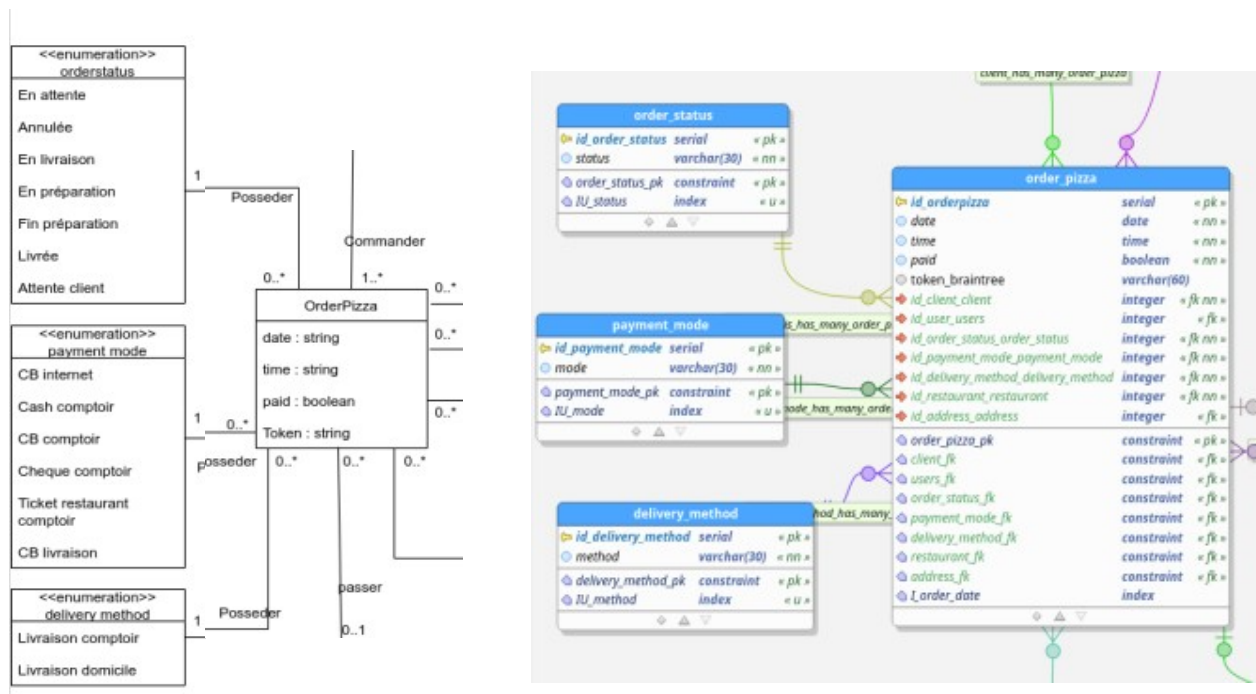 <<enumeration>>
orderstatus
En attente
Annulée
En livraison
En préparation
Fin préparation
Livrée
Attente client
1
Posseder
0..*
Commander
1..*
<<enumeration>>
payment mode
CB internet
Cash comptoir
CB comptoir
Cheque comptoir
Ticket restaurant
comptoir
CB livraison
1
0..*
Posseder
OrderPizza
date : string
time : string
paid : boolean
Token : string
0..*
0..*
0..*
0..*
0..*
0..*
<<enumeration>>
delivery method
Livraison comptoir
Livraison domicile
1
Posseder
passer
0..1
client_has_many_order_pizza
order_status
id_order_status serial « pk »
status varchar(30) « nn »
order_status_pk constraint « pk »
IU_status index « u »
s_has_many_order_p
payment_mode
id_payment_mode serial « pk »
mode varchar(30) « nn »
payment_mode_pk constraint « pk »
IU_mode index « u »
ode_has_many_orde
delivery_method
id_delivery_method serial « pk »
method varchar(30) « nn »
delivery_method_pk constraint « pk »
IU_method index « u »
hod_has_many_
order_pizza
id_orderpizza serial « pk »
date date « nn »
time time « nn »
paid boolean « nn »
token_braintree varchar(60)
id_client_client integer « fk nn »
id_user_users integer « fk »
id_order_status_order_status integer « fk nn »
id_payment_mode_payment_mode integer « fk nn »
id_delivery_method_delivery_method integer « fk nn »
id_restaurant_restaurant integer « fk nn »
id_address_address integer « fk »
order_pizza_pk constraint « pk »
client_fk constraint « fk »
users_fk constraint « fk »
order_status_fk constraint « fk »
payment_mode_fk constraint « fk »
delivery_method_fk constraint « fk »
restaurant_fk constraint « fk »
address_fk constraint « fk »
I_order_date index